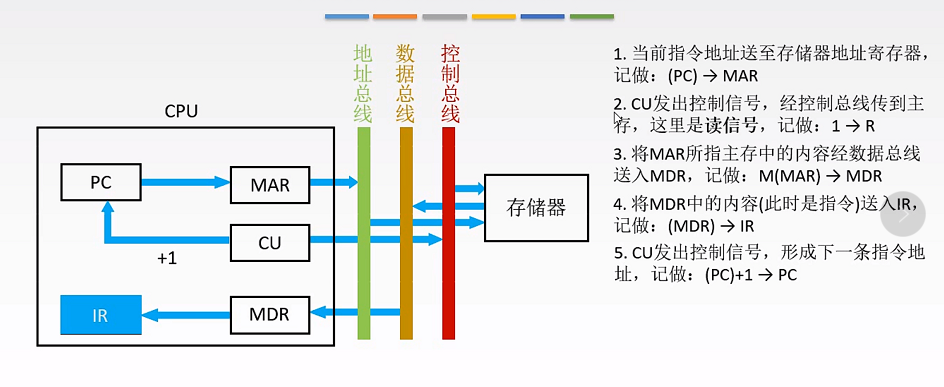 地址总线
数据总线
控制总线
CPU
PC
MAR
CU
+1
IR
MDR
存储器
1. 当前指令地址送至存储器地址寄存器，
记做：(PC) → MAR
2. CU发出控制信号，经控制总线传到主
存，这里是读信号，记做：1 → R
3. 将MAR所指主存中的内容经数据总线
送入MDR，记做：M(MAR) → MDR
4. 将MDR中的内容(此时是指令)送入IR，
记做：(MDR) → IR
5. CU发出控制信号，形成下一条指令地
址，记做：(PC)+1 → PC